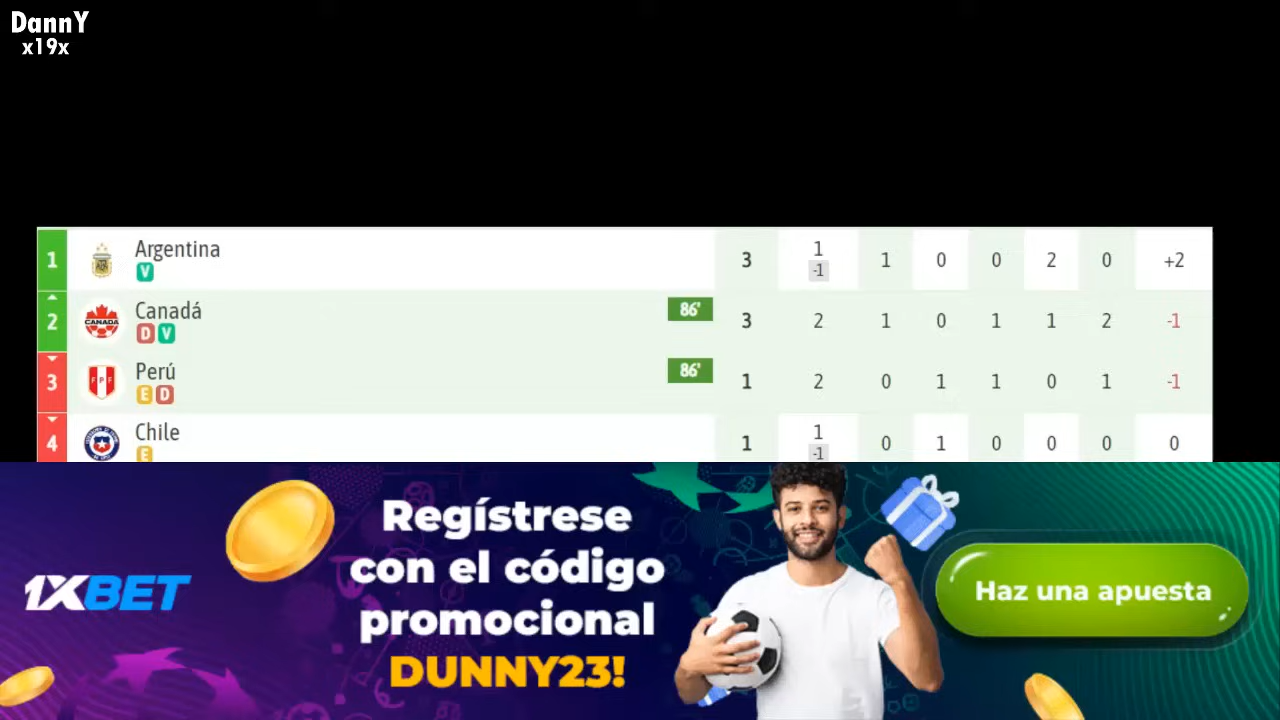 DannY
x19x
1 Argentina 3 1 1 0 0 2 0 +2
V -1
2 Canadá 86' 3 2 1 0 1 1 2 -1
CANADA D V
3 Perú 86' 1 2 0 1 1 0 1 -1
FPF E D
4 Chile 1 1 0 1 0 0 0 0
E -1
Regístrese
con el código
promocional
DUNNY23!
1XBET
Haz una apuesta